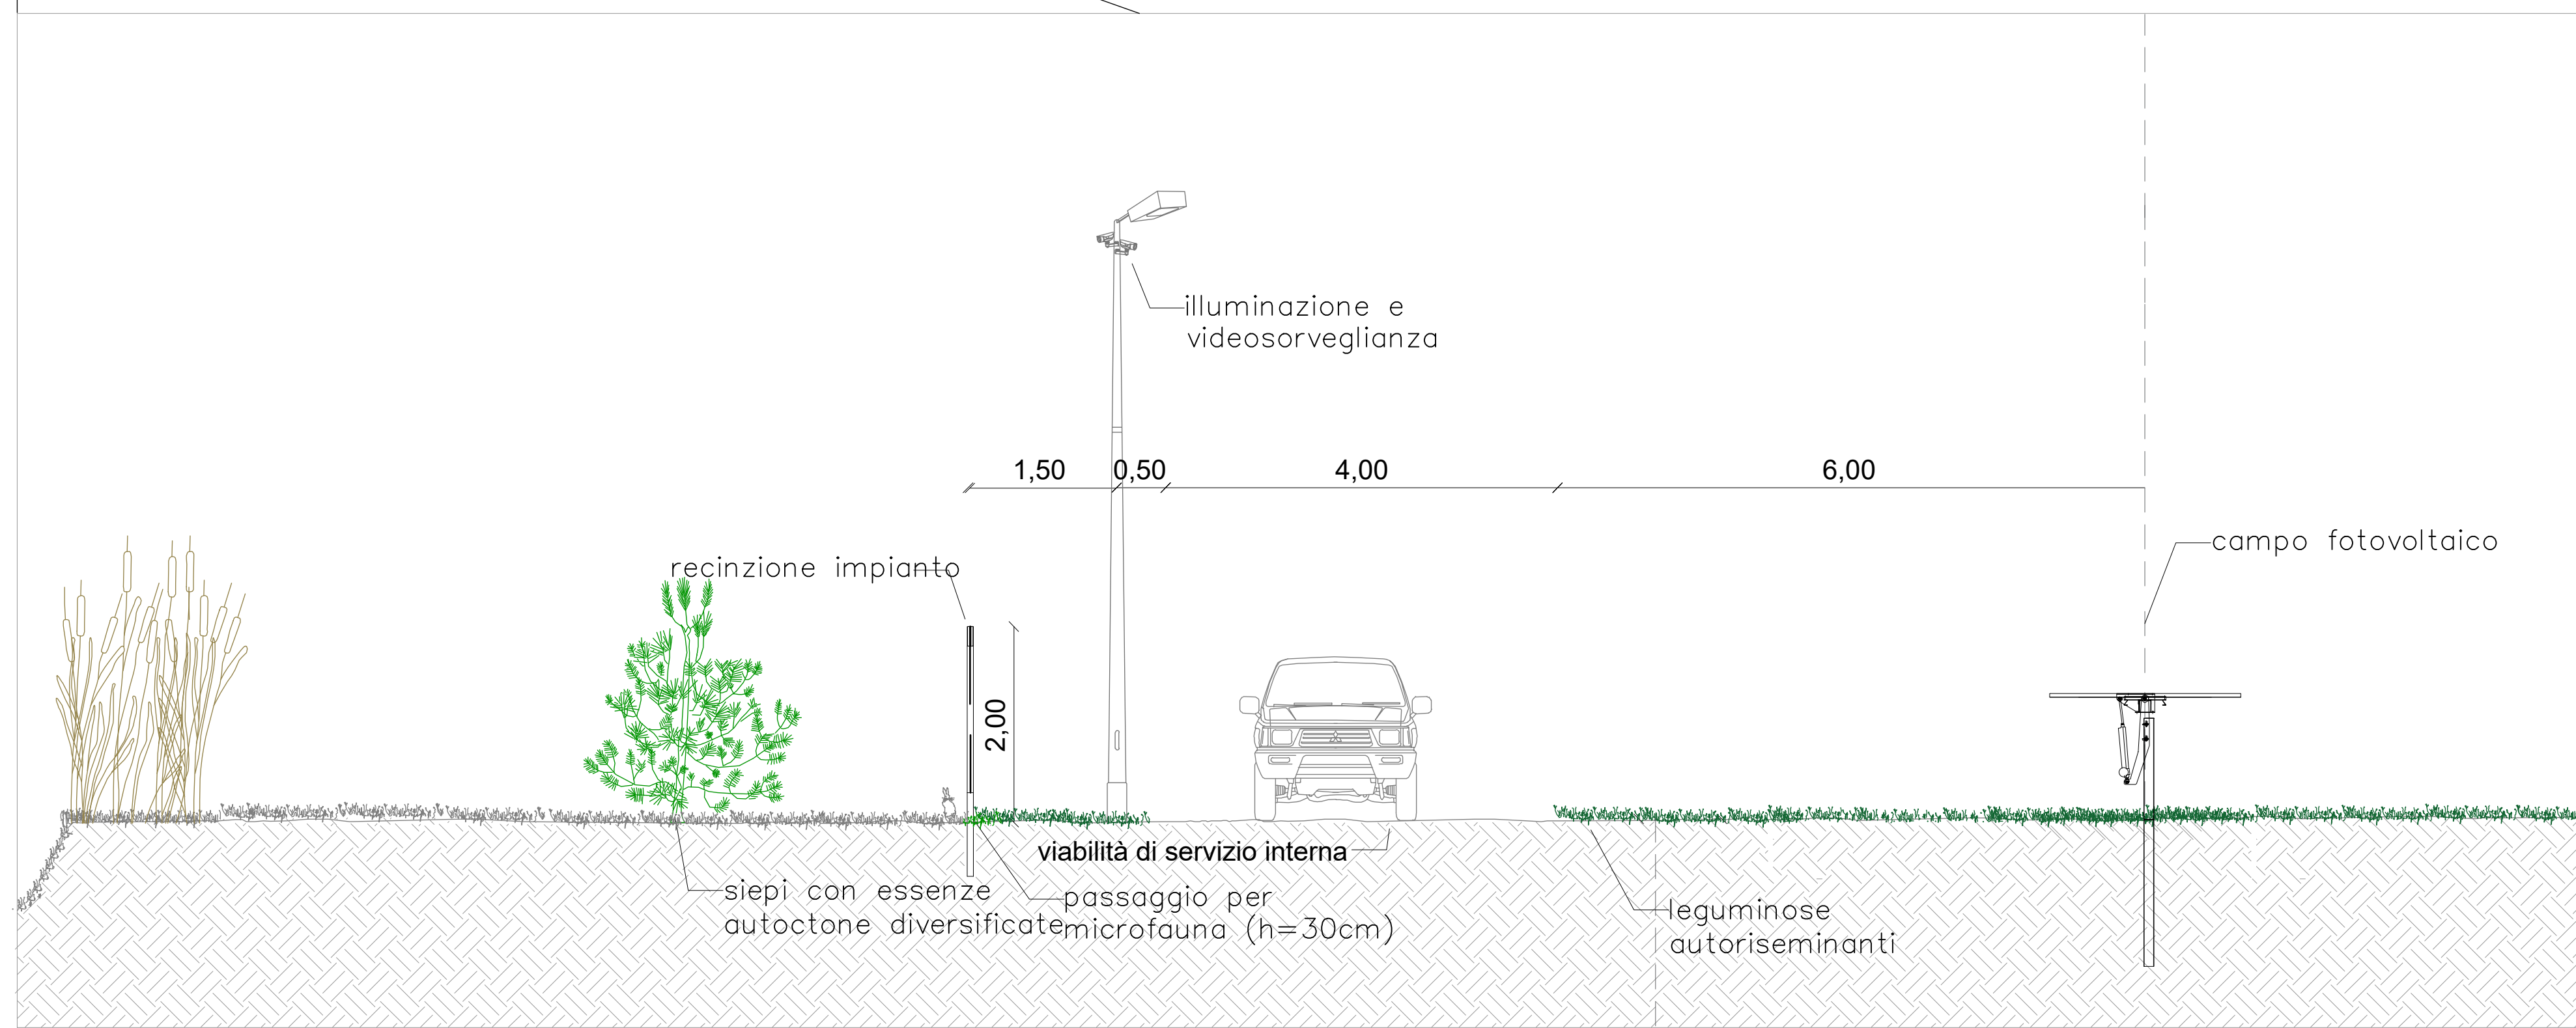 illuminazione e
videosorveglianza
1,50
0,50
4,00
6,00
campo fotovoltaico
recinzione impianto
2,00
viabilità di servizio interna
siepi con essenze
autoctone diversificate
passaggio per
microfauna (h=30cm)
leguminose
autoriseminanti